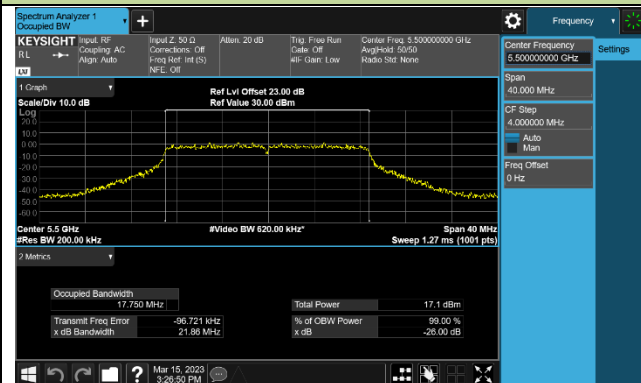 Spectrum Analyzer 1
Occupied BW
Frequency
KEYSIGHT
RL
Input: RF
Coupling: AC
Align: Auto
Input Z: 50 Ω
Corrections: Off
Freq Ref: Int (S)
NFE: Off
Atten: 20 dB
Trig: Free Run
Gate: Off
#IF Gain: Low
Center Freq: 5.500000000 GHz
Avg|Hold: 50/50
Radio Std: None
Center Frequency
5.500000000 GHz
Settings
Span
40.000 MHz
CF Step
4.000000 MHz
Auto
Man
Freq Offset
0 Hz
1 Graph
Scale/Div 10.0 dB
Ref Lvl Offset 23.00 dB
Ref Value 30.00 dBm
Log
20.0
10.0
0.00
-10.0
-20.0
-30.0
-40.0
-50.0
-60.0
Center 5.5 GHz
#Video BW 620.00 kHz*
Span 40 MHz
#Res BW 200.00 kHz
Sweep 1.27 ms (1001 pts)
2 Metrics
Occupied Bandwidth
17.750 MHz
Total Power
17.1 dBm
Transmit Freq Error
-96.721 kHz
% of OBW Power
99.00 %
x dB Bandwidth
21.86 MHz
x dB
-26.00 dB
Mar 15, 2023
3:26:50 PM